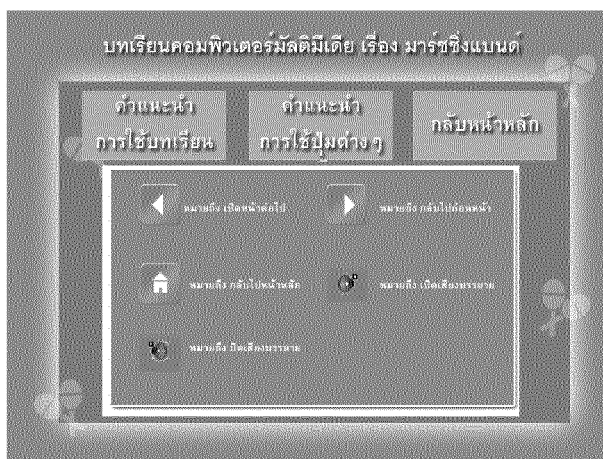 บทเรียนคอมพิวเตอร์มัลติมีเดีย เรื่อง มาร์ชชิ่งแบนด์
คำแนะนำ
การใช้บทเรียน
คำแนะนำ
การใช้ปุ่มต่าง ๆ
กลับหน้าหลัก
หมายถึง เปิดหน้าต่อไป
หมายถึง กลับไปก่อนหน้า
หมายถึง กลับไปหน้าหลัก
หมายถึง เปิดเสียงบรรยาย
หมายถึง ปิดเสียงบรรยาย